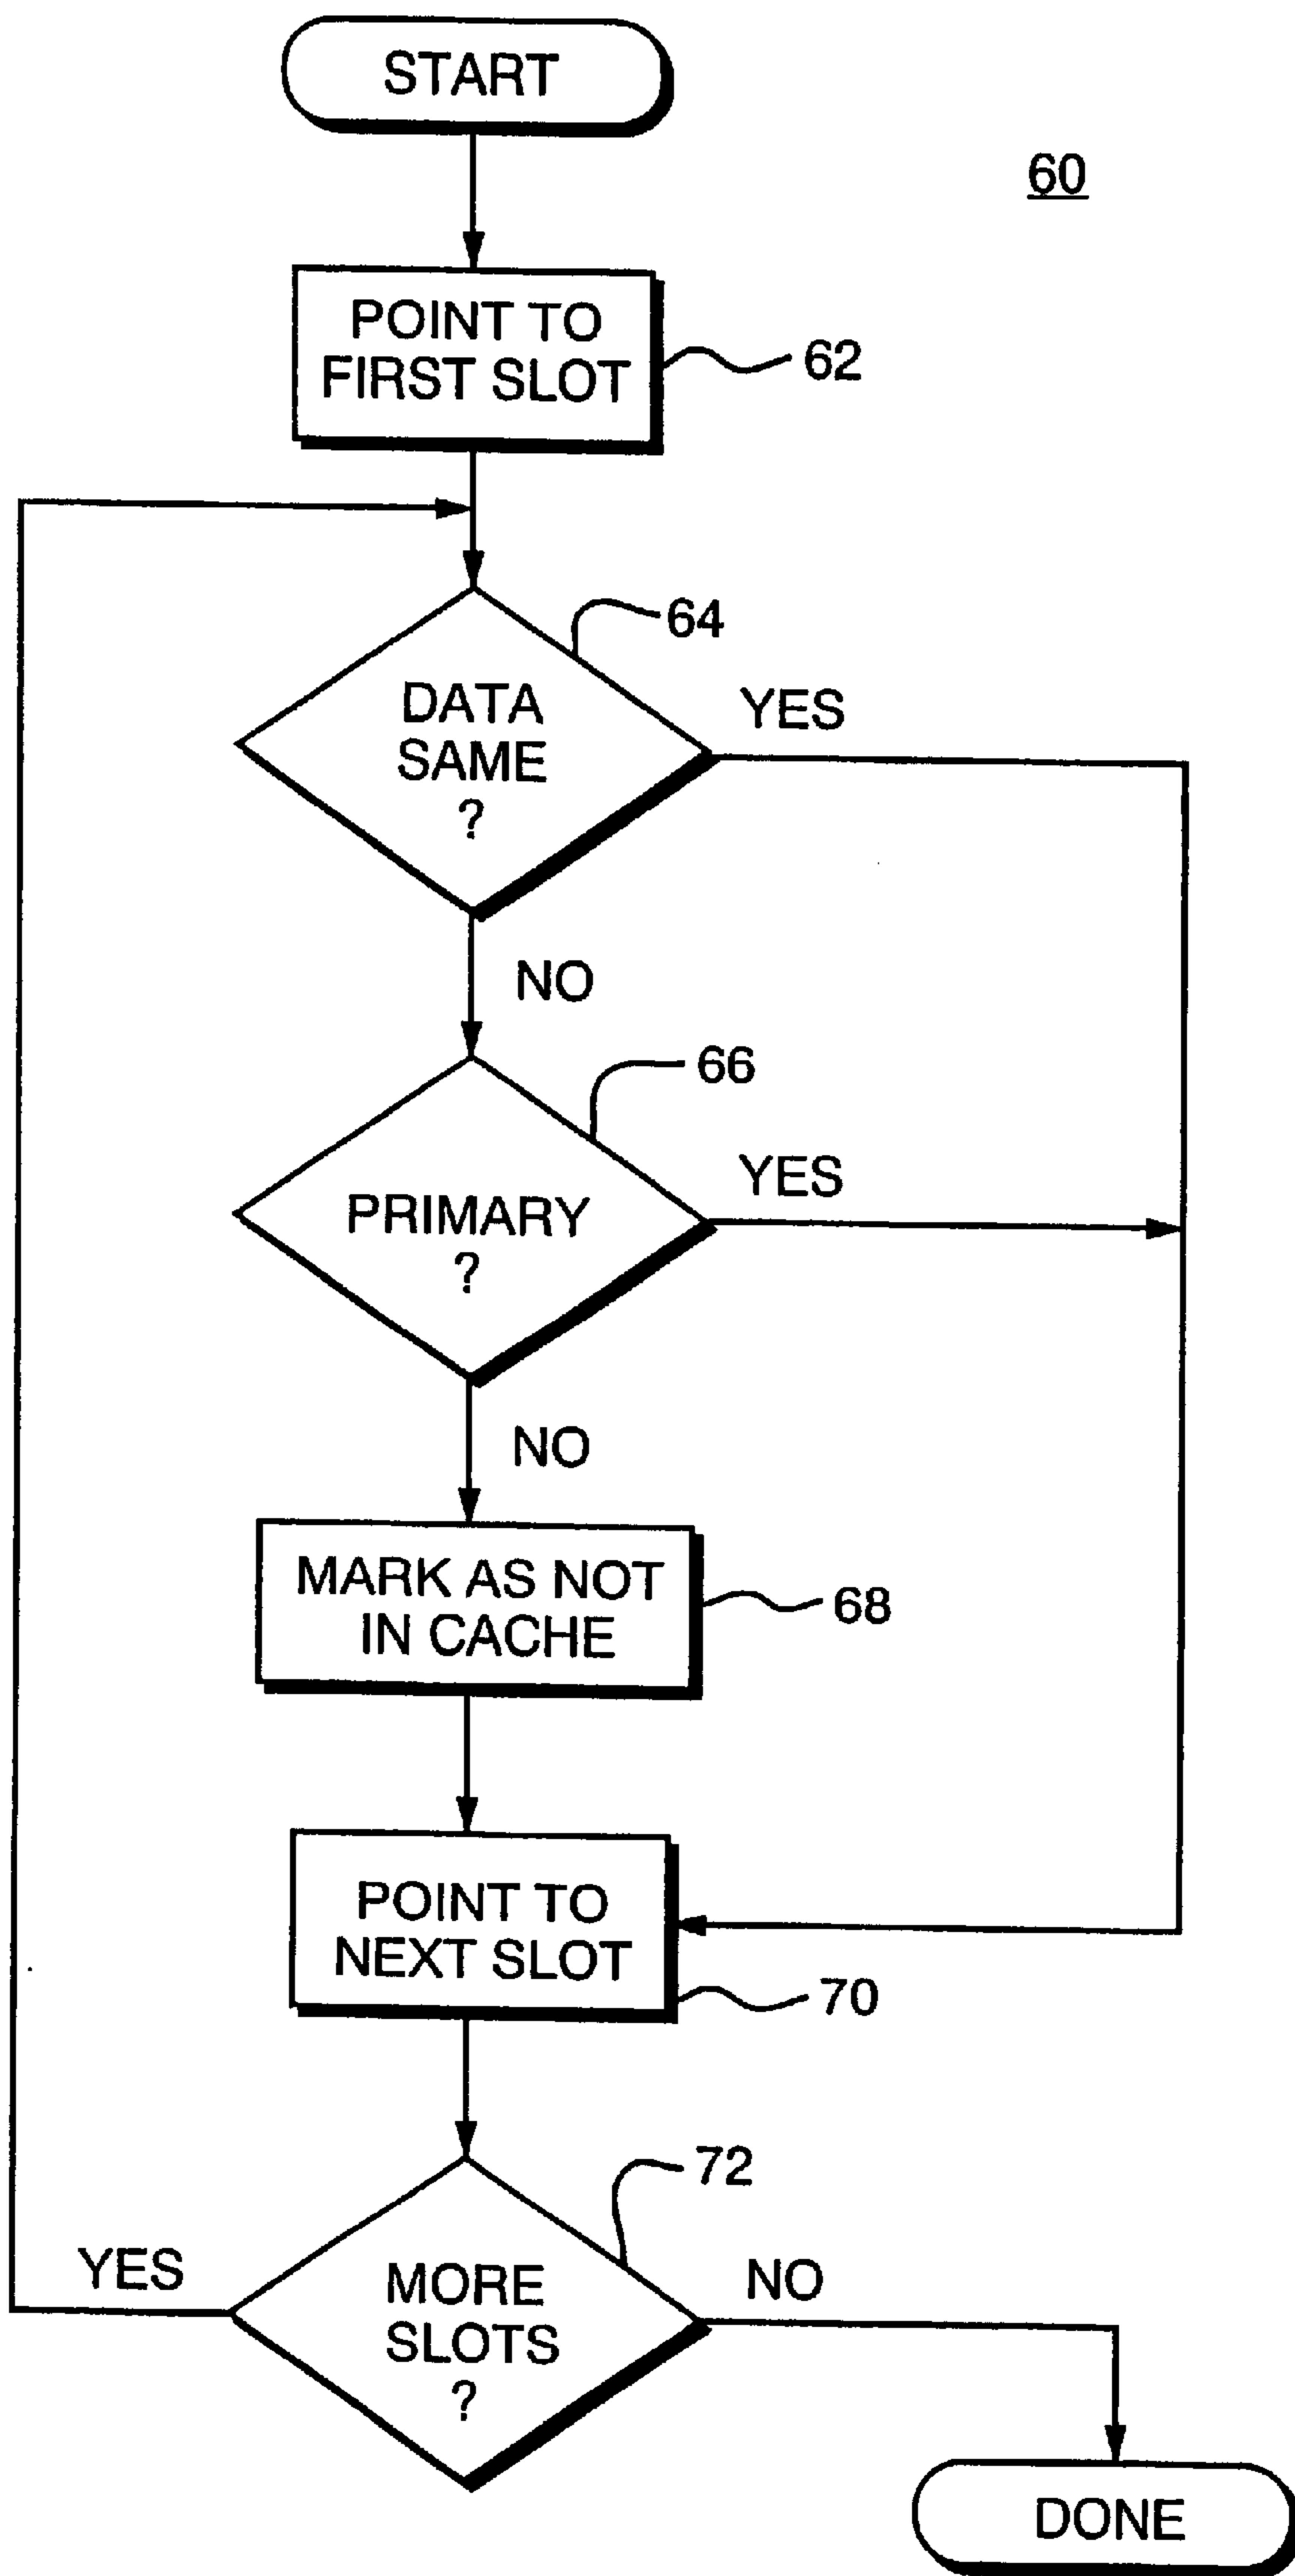 START
60
POINT TO
FIRST SLOT
62
64
DATA
SAME
?
YES
NO
66
PRIMARY
?
YES
NO
MARK AS NOT
IN CACHE
68
POINT TO
NEXT SLOT
70
72
YES
MORE
SLOTS
?
NO
DONE